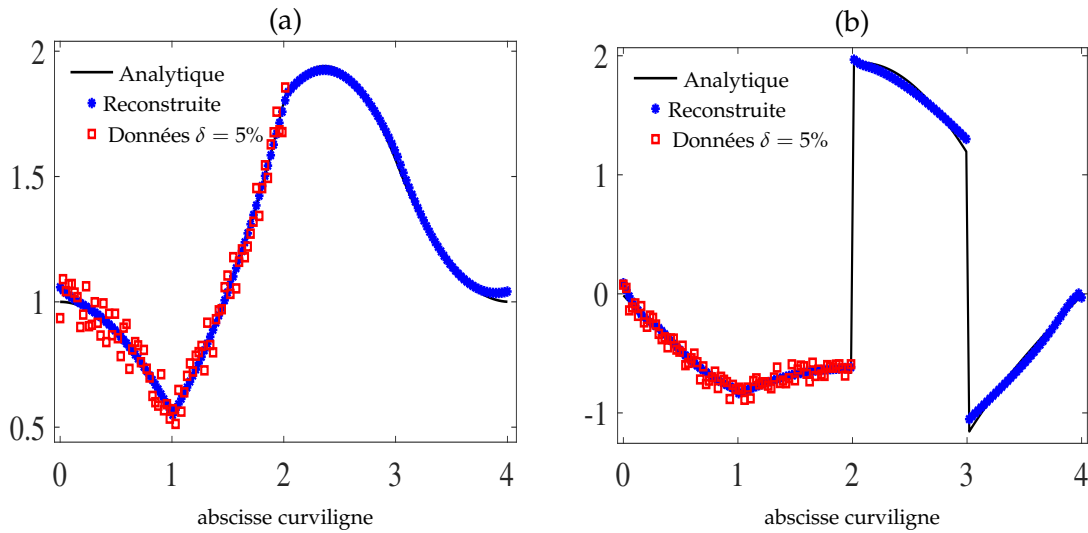 (a)
2
1.5
1
0.5
Analytique
Reconstruite
Données δ = 5%
0 1 2 3 4
abscisse curviligne
(b)
2
1
0
-1
Analytique
Reconstruite
Données δ = 5%
0 1 2 3 4
abscisse curviligne